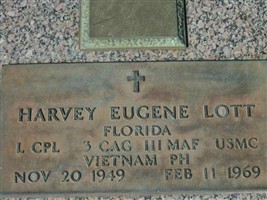 HARVEY EUGENE LOTT
FLORIDA
L CPL 3 CAG III MAF USMC
VIETNAM PH
NOV 20 1949 FEB 11 1969